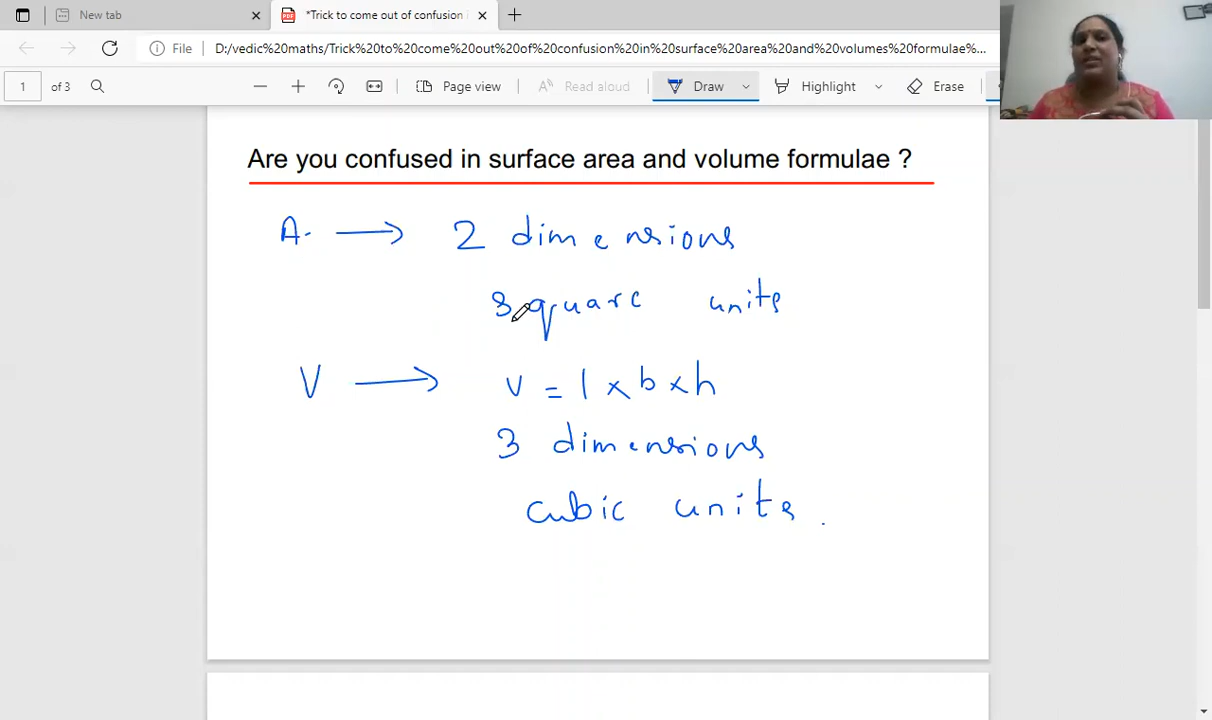 New tab
*Trick to come out of confusion i
File
D:/vedic%20maths/Trick%20to%20come%20out%20of%20confusion%20in%20surface%20area%20and%20volumes%20formulae%...
1 of 3
Page view
Read aloud
Draw
Highlight
Erase
Are you confused in surface area and volume formulae ?
A. → 2 dimensions
square units
V → v = l × b × h
3 dimensions
cubic units .